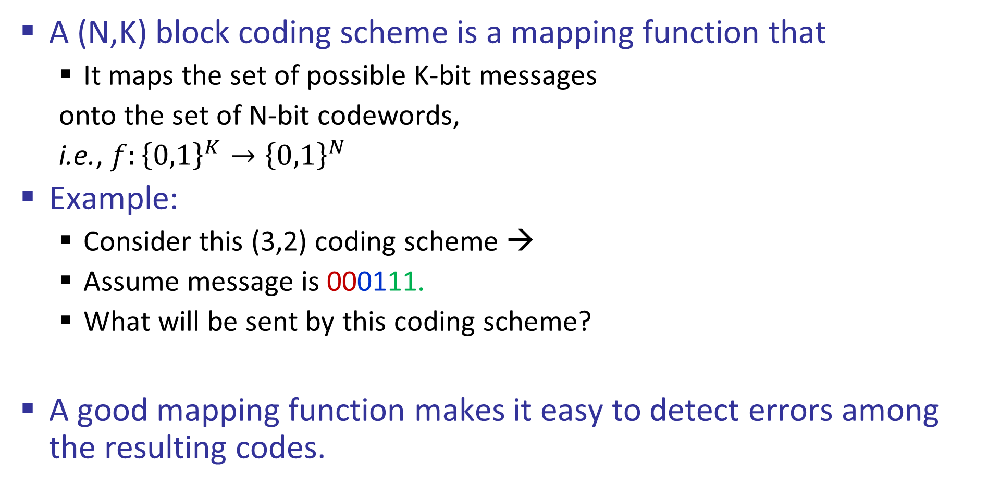 ▪ A (N,K) block coding scheme is a mapping function that
▪ It maps the set of possible K-bit messages
onto the set of N-bit codewords,
i.e., f: {0,1}^K → {0,1}^N
▪ Example:
▪ Consider this (3,2) coding scheme →
▪ Assume message is 000111.
▪ What will be sent by this coding scheme?
▪ A good mapping function makes it easy to detect errors among
the resulting codes.